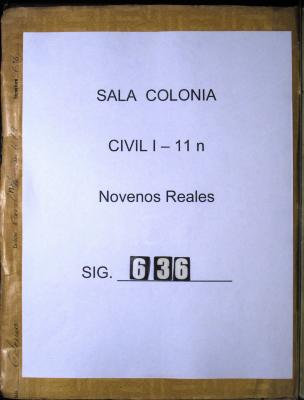 SALA COLONIA
CIVIL I – 11 n
Novenos Reales
SIG. 636